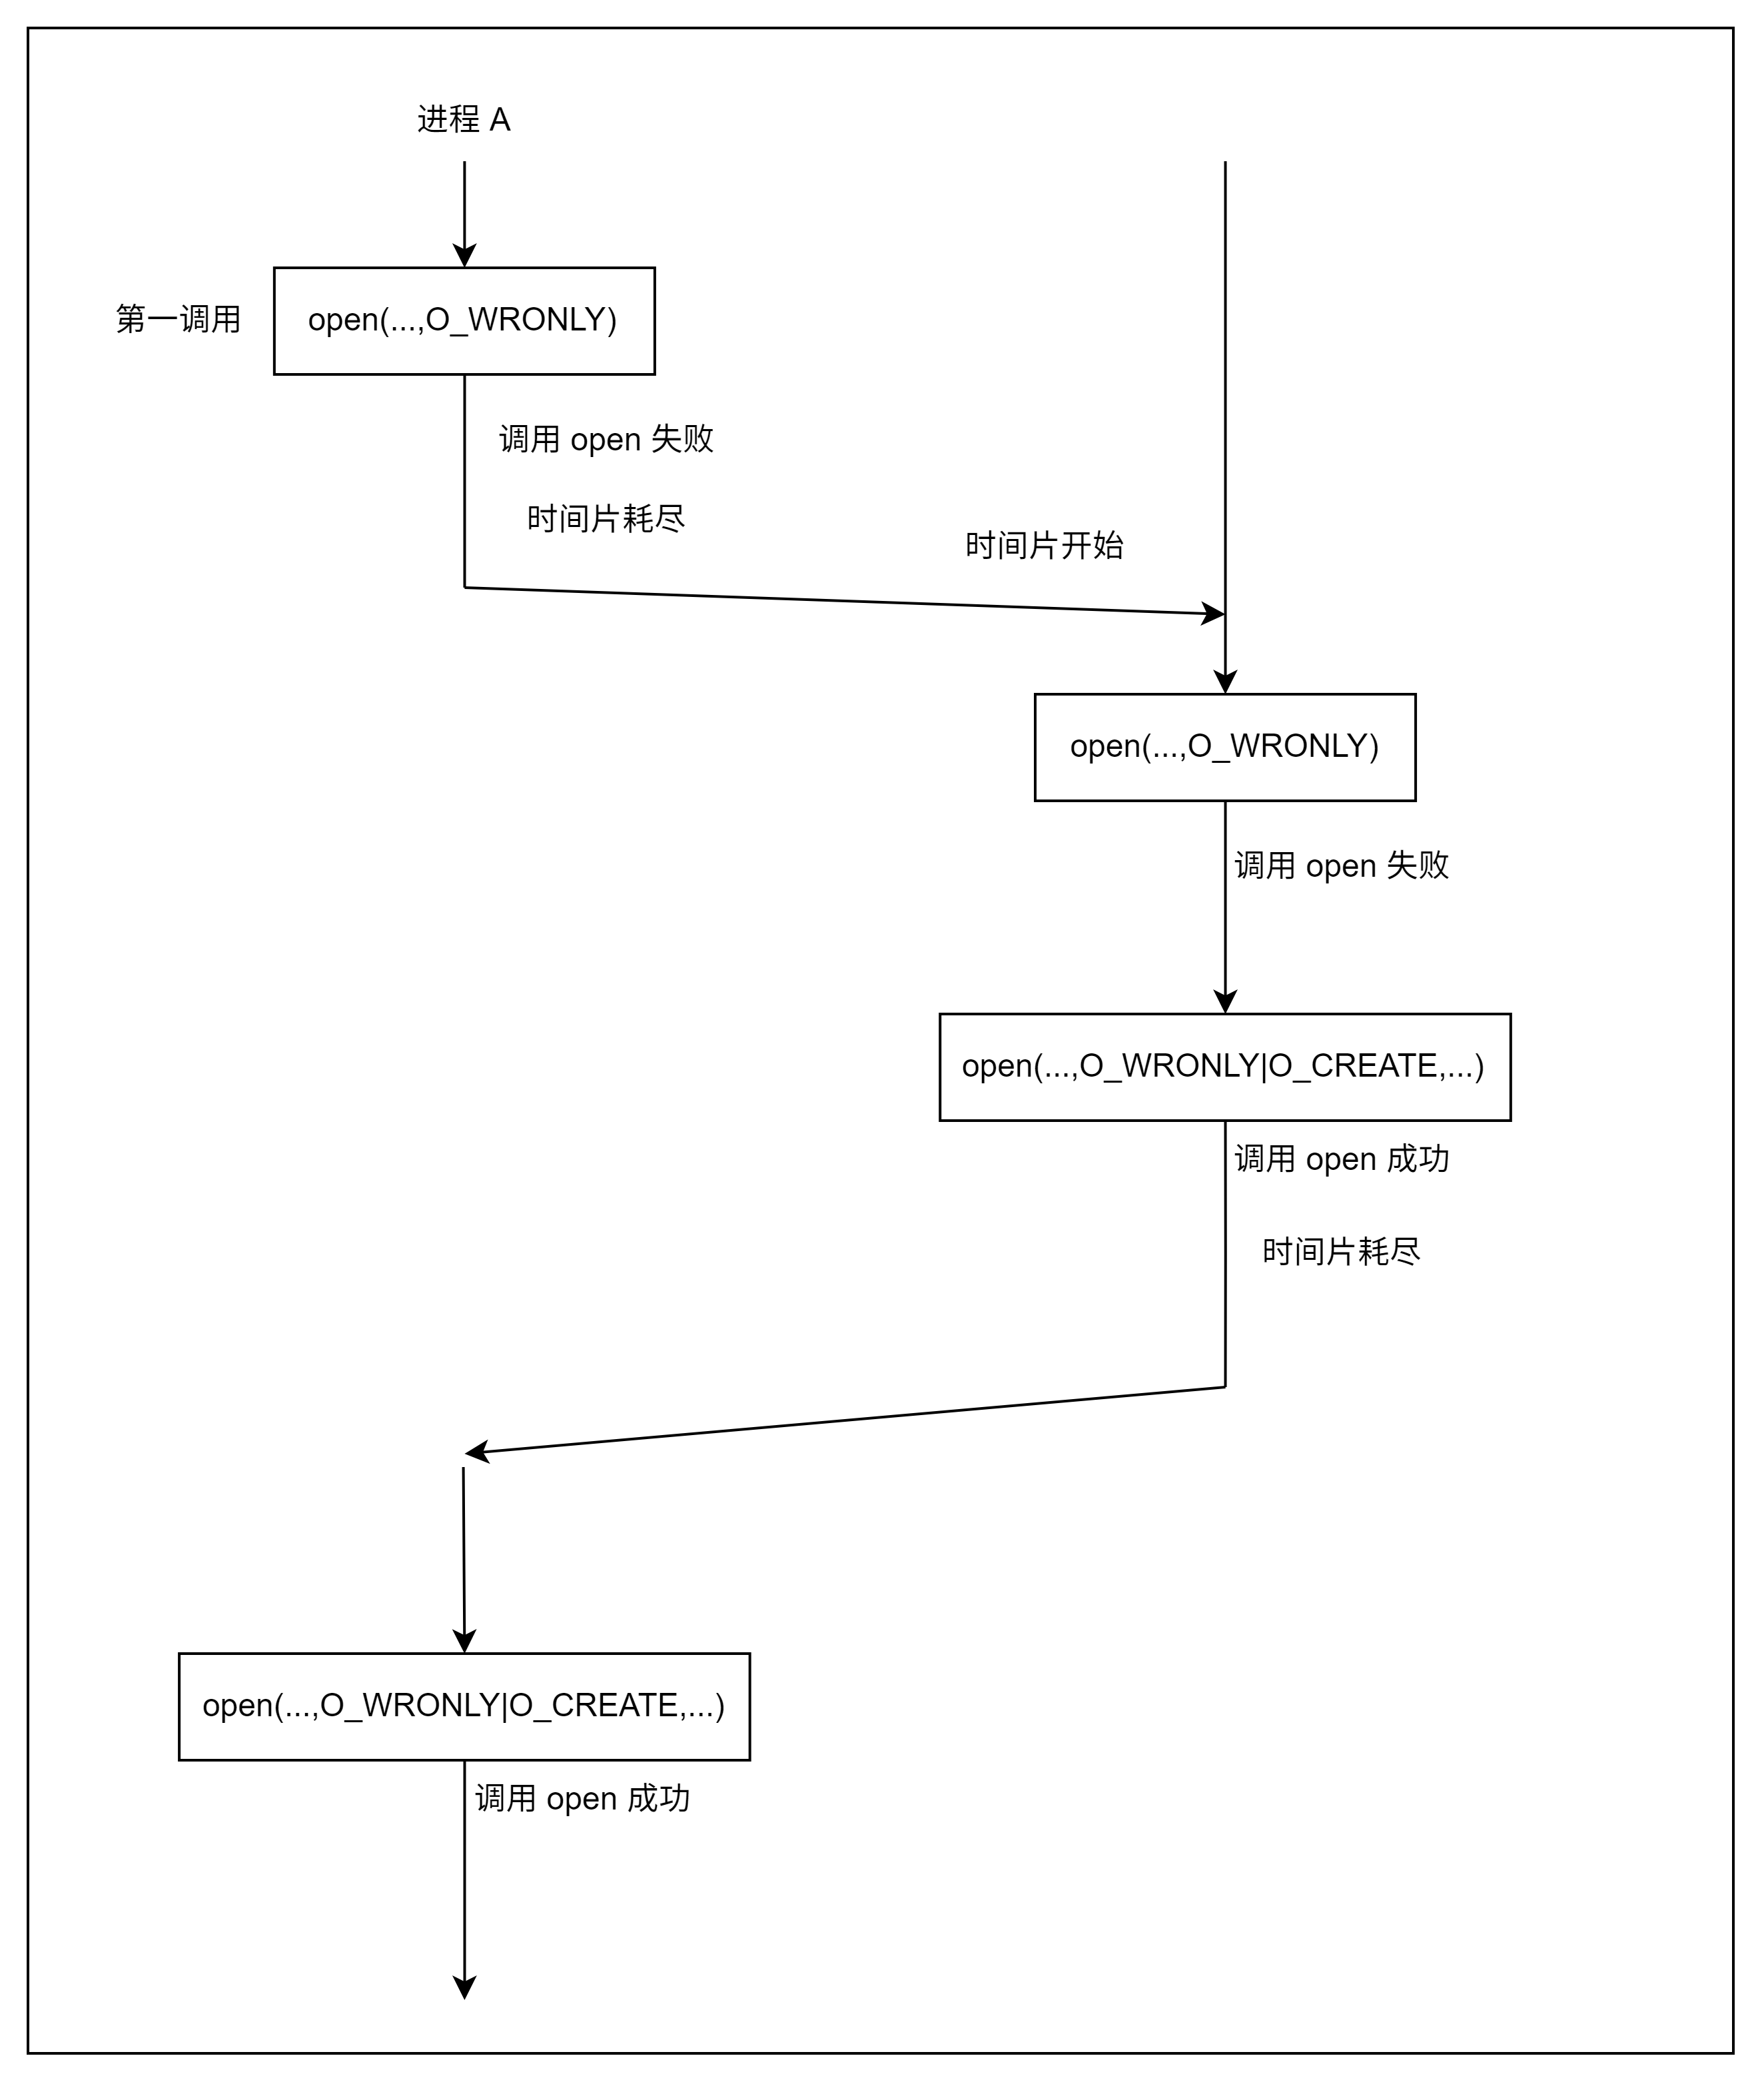 进程 A
第一调用
open(...,O_WRONLY)
调用 open 失败
时间片耗尽
时间片开始
open(...,O_WRONLY)
调用 open 失败
open(...,O_WRONLY|O_CREATE,...)
调用 open 成功
时间片耗尽
open(...,O_WRONLY|O_CREATE,...)
调用 open 成功